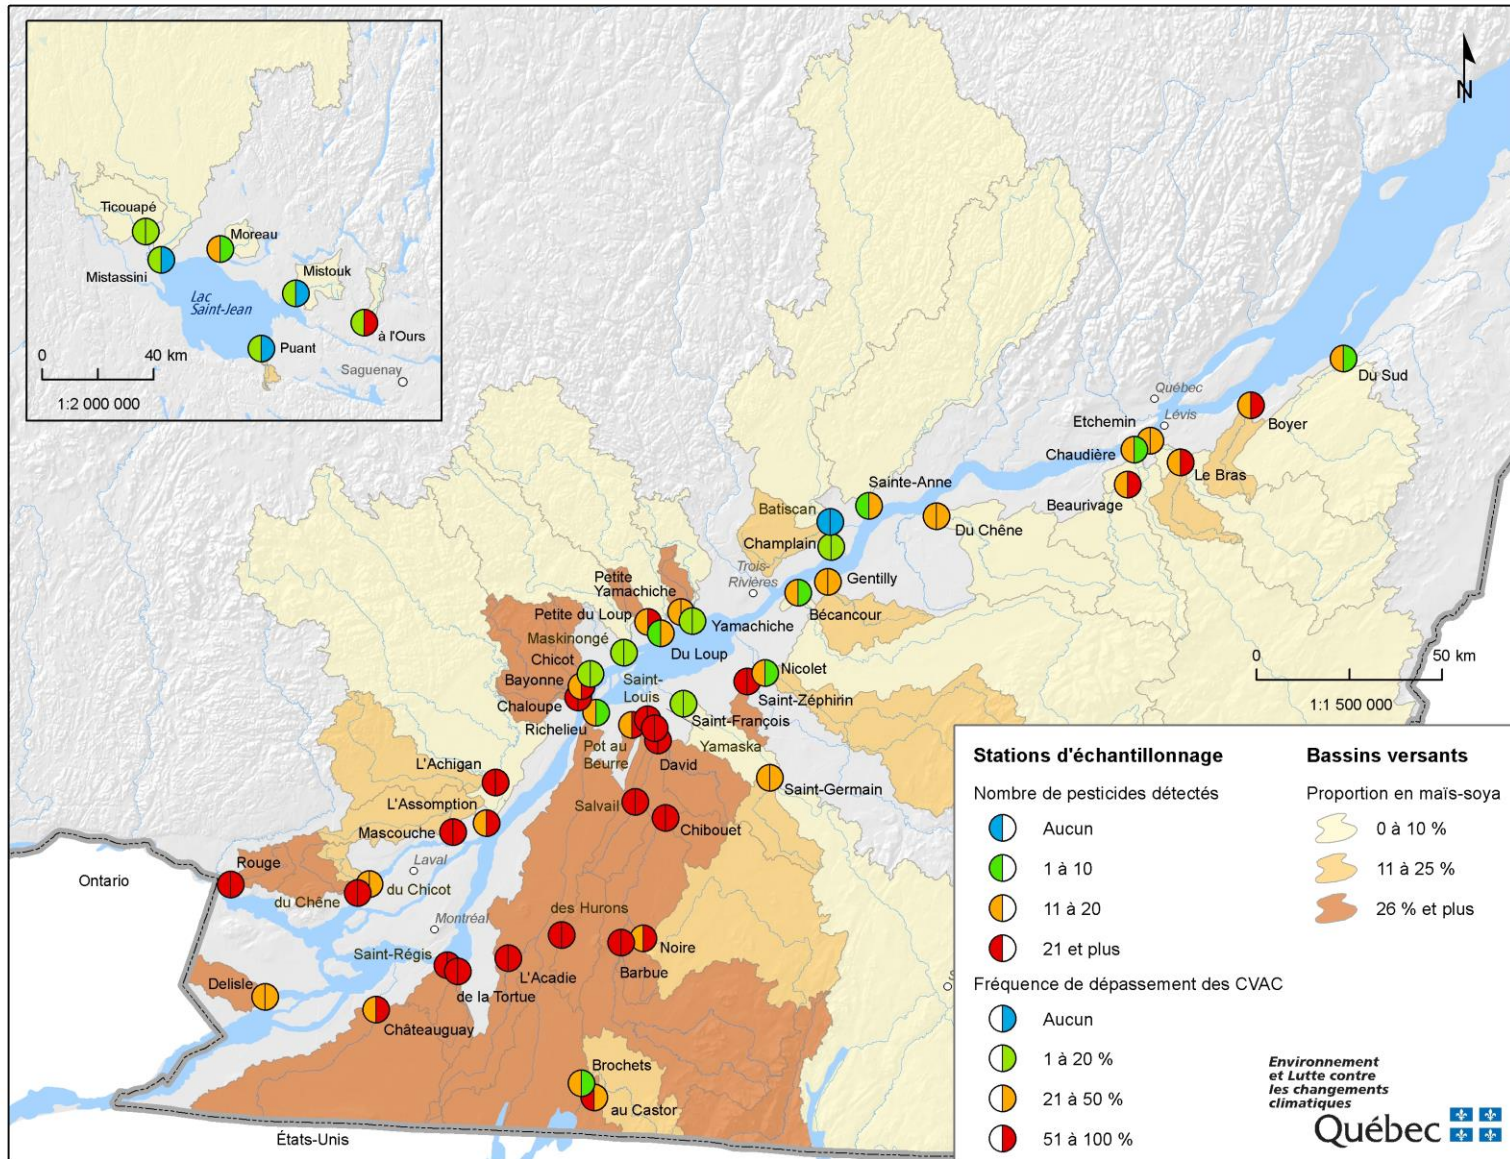 Ticouapé
Moreau
Mistassini
Mistouk
Lac
Saint-Jean
à l'Ours
Puant
0
40 km
Saguenay
1:2 000 000
N
Du Sud
Québec
Lévis
Boyer
Etchemin
Chaudière
Le Bras
Beaurivage
Sainte-Anne
Batiscan
Du Chêne
Champlain
Trois-
Rivières
Gentilly
Bécancour
Petite
Yamachiche
Petite du Loup
Yamachiche
Maskinongé
Du Loup
Chicot
Nicolet
Bayonne
Saint-
Louis
Saint-Zéphirin
Chaloupe
Saint-François
Richelieu
Pot au
Beurre
Yamaska
David
0
50 km
1:1 500 000
L'Achigan
Saint-Germain
L'Assomption
Salvail
Mascouche
Chibouet
Rouge
Laval
Ontario
du Chicot
du Chêne
des Hurons
Montréal
Noire
Saint-Régis
L'Acadie
Barbue
Delisle
de la Tortue
S
Châteauguay
Brochets
au Castor
États-Unis
Stations d'échantillonnage
Nombre de pesticides détectés
Aucun
1 à 10
11 à 20
21 et plus
Fréquence de dépassement des CVAC
Aucun
1 à 20 %
21 à 50 %
51 à 100 %
Bassins versants
Proportion en maïs-soya
0 à 10 %
11 à 25 %
26 % et plus
Environnement
et Lutte contre
les changements
climatiques
Québec